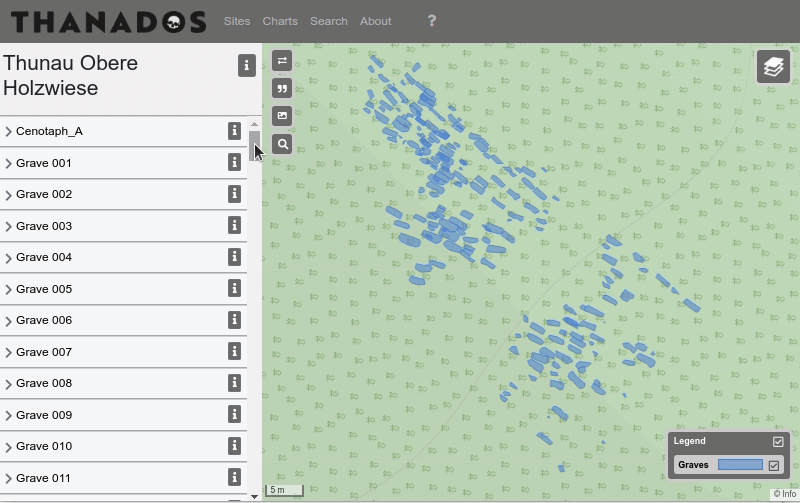 THANADOS
Sites Charts Search About ?
Thunau Obere
Holzwiese
Cenotaph_A
Grave 001
Grave 002
Grave 003
Grave 004
Grave 005
Grave 006
Grave 007
Grave 008
Grave 009
Grave 010
Grave 011
Legend
Graves
5 m
© Info